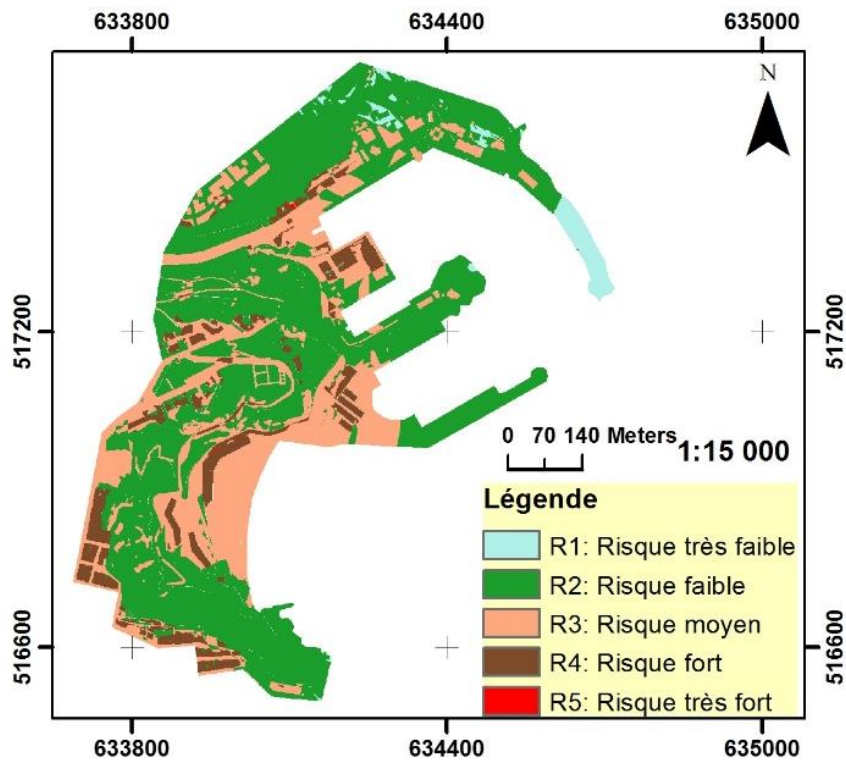 633800 634400 635000
N
517200 517200
0 70 140 Meters 1:15 000
Légende
R1: Risque très faible
R2: Risque faible
R3: Risque moyen
R4: Risque fort
R5: Risque très fort
516600 516600
633800 634400 635000